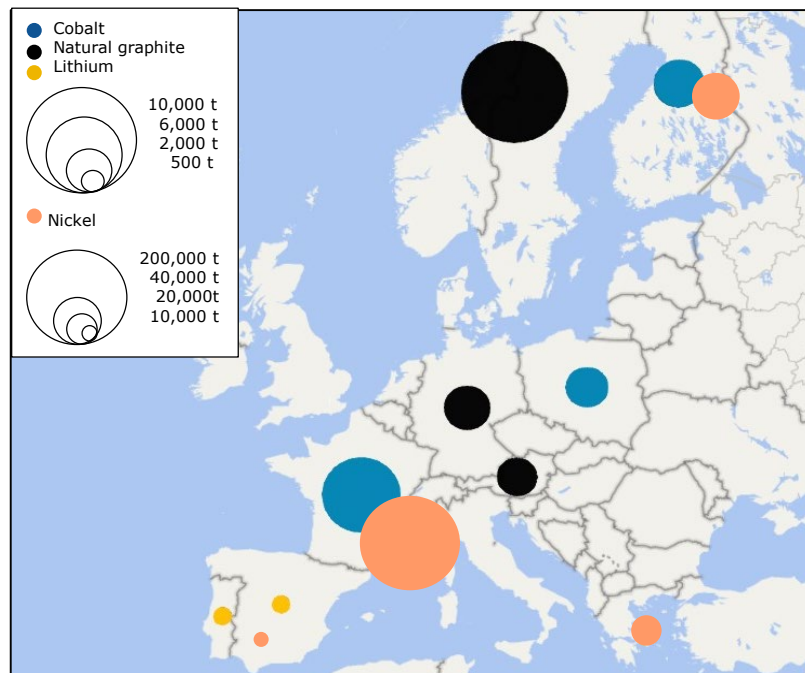 Cobalt
Natural graphite
Lithium
10,000 t
6,000 t
2,000 t
500 t
Nickel
200,000 t
40,000 t
20,000t
10,000 t